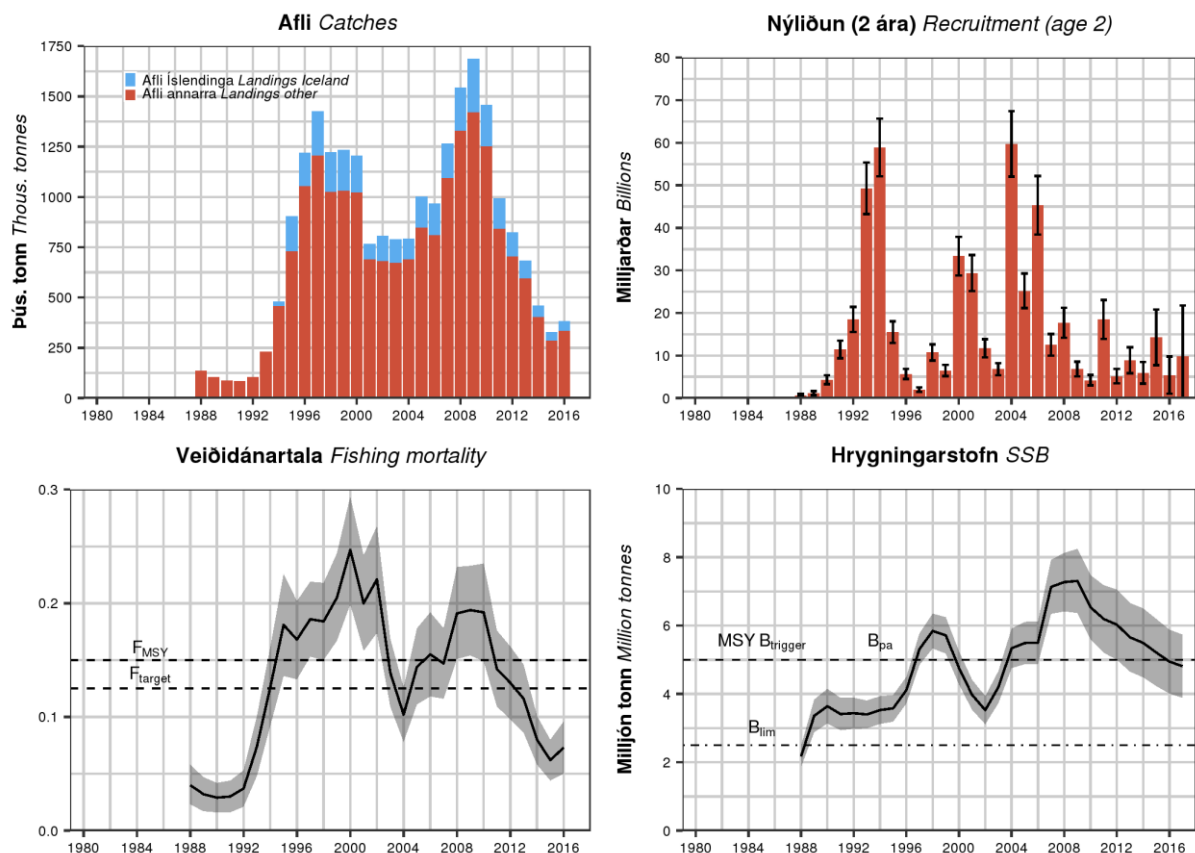 Afli Catches
Þús. tonn Thous. tonnes
1750
1500
1250
1000
750
500
250
0
Afli Íslendinga Landings Iceland
Afli annarra Landings other
1980 1984 1988 1992 1996 2000 2004 2008 2012 2016
Nýliðun (2 ára) Recruitment (age 2)
Milljarðar Billions
80
70
60
50
40
30
20
10
0
1980 1984 1988 1992 1996 2000 2004 2008 2012 2016
Veiðidánartala Fishing mortality
0.3
0.2
0.1
0.0
FMSY
Ftarget
1980 1984 1988 1992 1996 2000 2004 2008 2012 2016
Hrygningarstofn SSB
Milljón tonn Million tonnes
10
8
6
4
2
0
MSY Btrigger Bpa
Blim
1980 1984 1988 1992 1996 2000 2004 2008 2012 2016